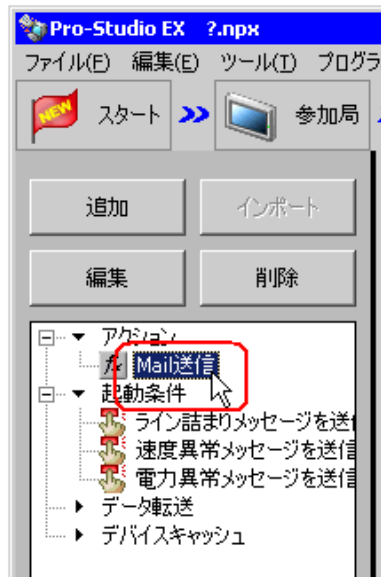 Pro-Studio EX ?.npx
ファイル(F) 編集(E) ツール(T) プログラ
NEW スタート 参加局
追加 インポート
編集 削除
アクション
fx Mail送信
起動条件
ライン詰まりメッセージを送
速度異常メッセージを送信
電力異常メッセージを送信
データ転送
デバイスキャッシュ